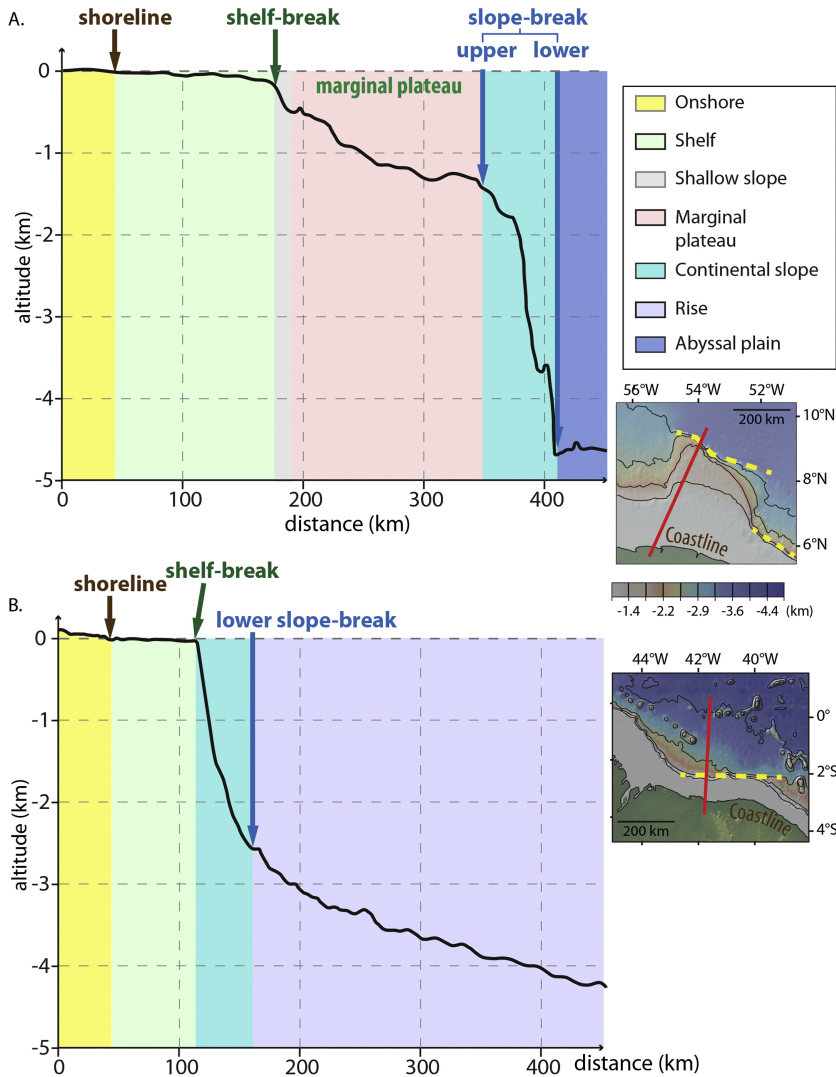 A.
shoreline
shelf-break
slope-break
upper lower
marginal plateau
0
-1
-2
-3
-4
-5
altitude (km)
0 100 200 300 400
distance (km)
Onshore
Shelf
Shallow slope
Marginal
plateau
Continental slope
Rise
Abyssal plain
56°W 54°W 52°W
200 km
10°N
8°N
6°N
Coastline
-1.4 -2.2 -2.9 -3.6 -4.4 (km)
B.
shoreline
shelf-break
lower slope-break
0
-1
-2
-3
-4
-5
altitude (km)
0 100 200 300 400 distance (km)
44°W 42°W 40°W
0°
2°S
4°S
Coastline
200 km